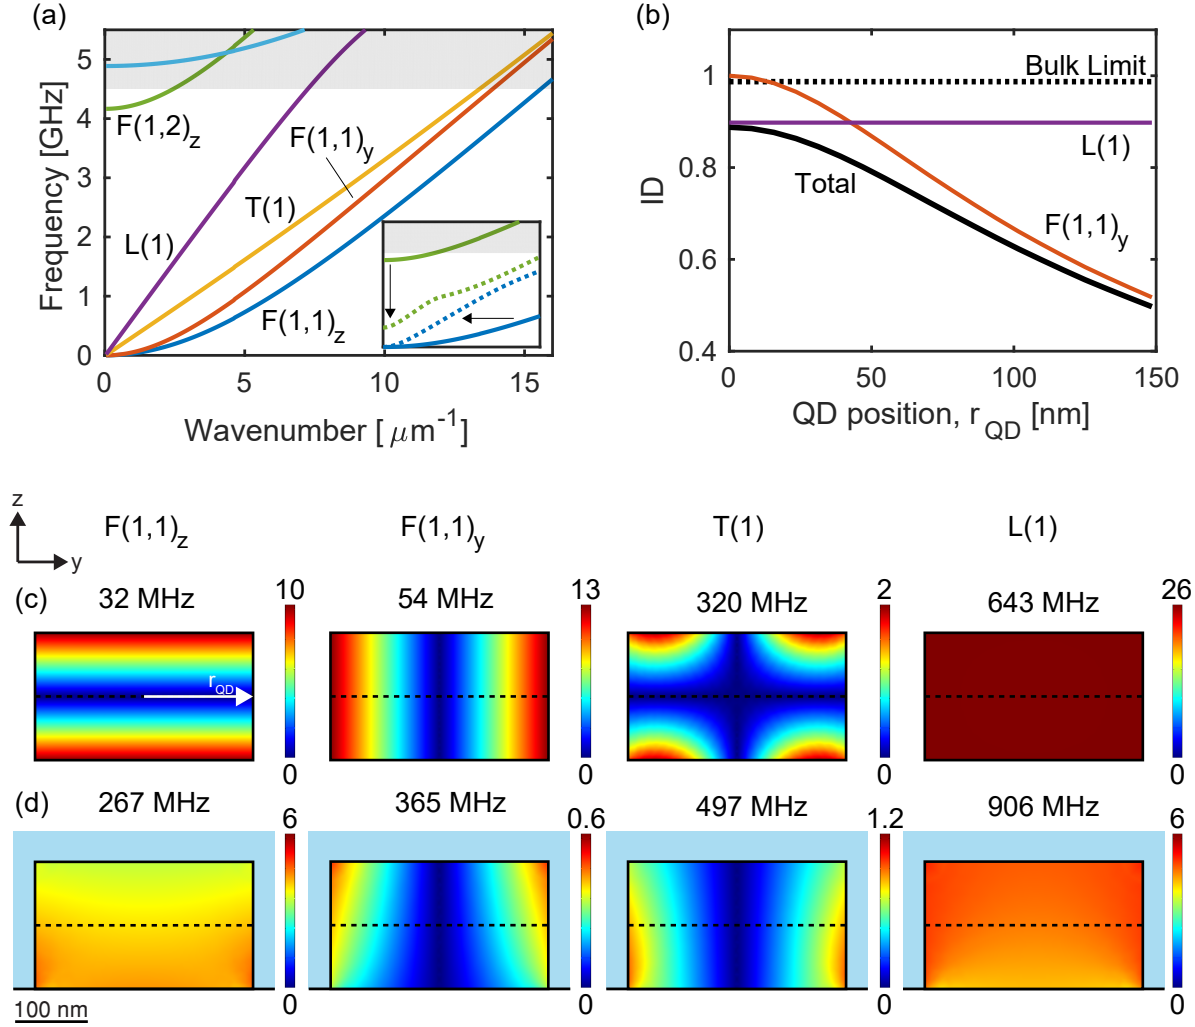 (a)
Frequency [GHz]
5
4
3
2
1
0
F(1,2)z
F(1,1)y
T(1)
L(1)
F(1,1)z
0
5
10
15
Wavenumber [ μm-1]
(b)
ID
1
0.8
0.6
0.4
Bulk Limit
L(1)
Total
F(1,1)y
0
50
100
150
QD position, rQD [nm]
z
y
F(1,1)z
F(1,1)y
T(1)
L(1)
(c)
32 MHz
10
54 MHz
13
320 MHz
2
643 MHz
26
rQD
0
0
0
0
(d)
267 MHz
6
365 MHz
0.6
497 MHz
1.2
906 MHz
6
0
0
0
0
100 nm